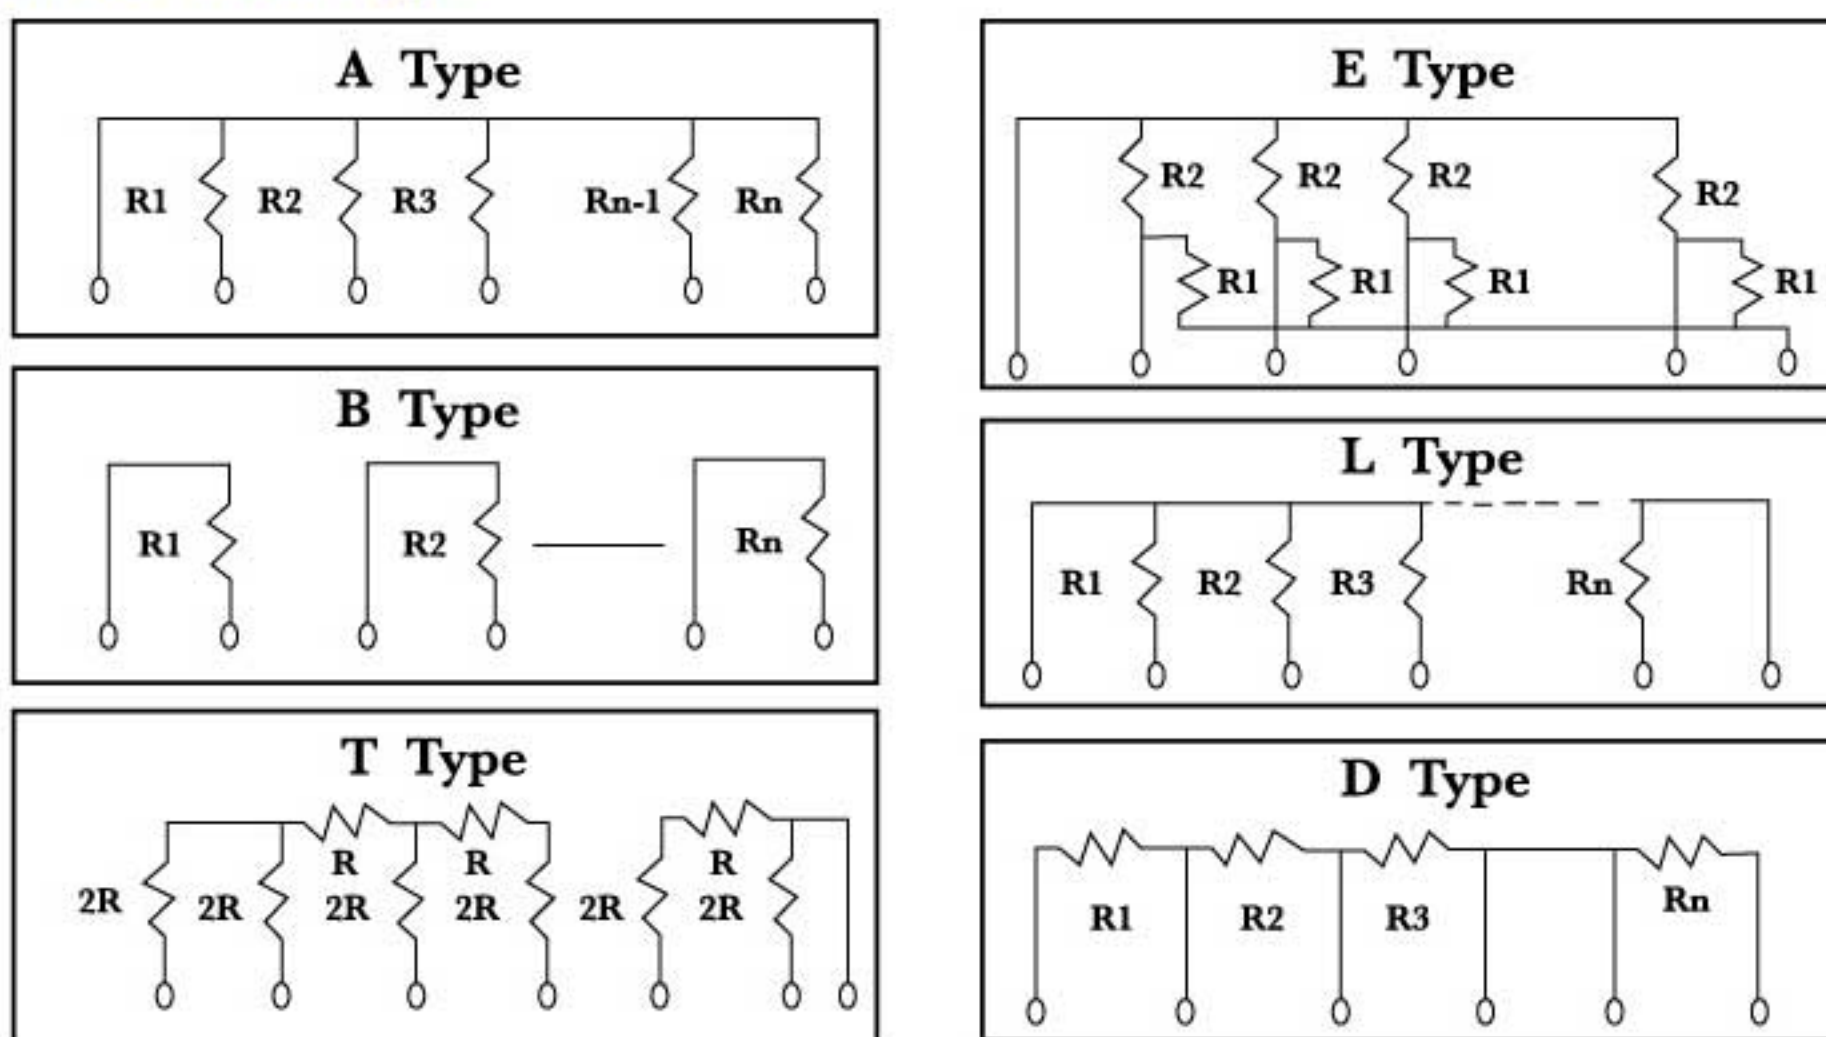 A Type
R1 R2 R3 Rn-1 Rn
B Type
R1 R2 Rn
T Type
R R R
2R 2R 2R 2R 2R 2R
E Type
R2 R2 R2 R2
R1 R1 R1 R1
L Type
R1 R2 R3 Rn
D Type
R1 R2 R3 Rn